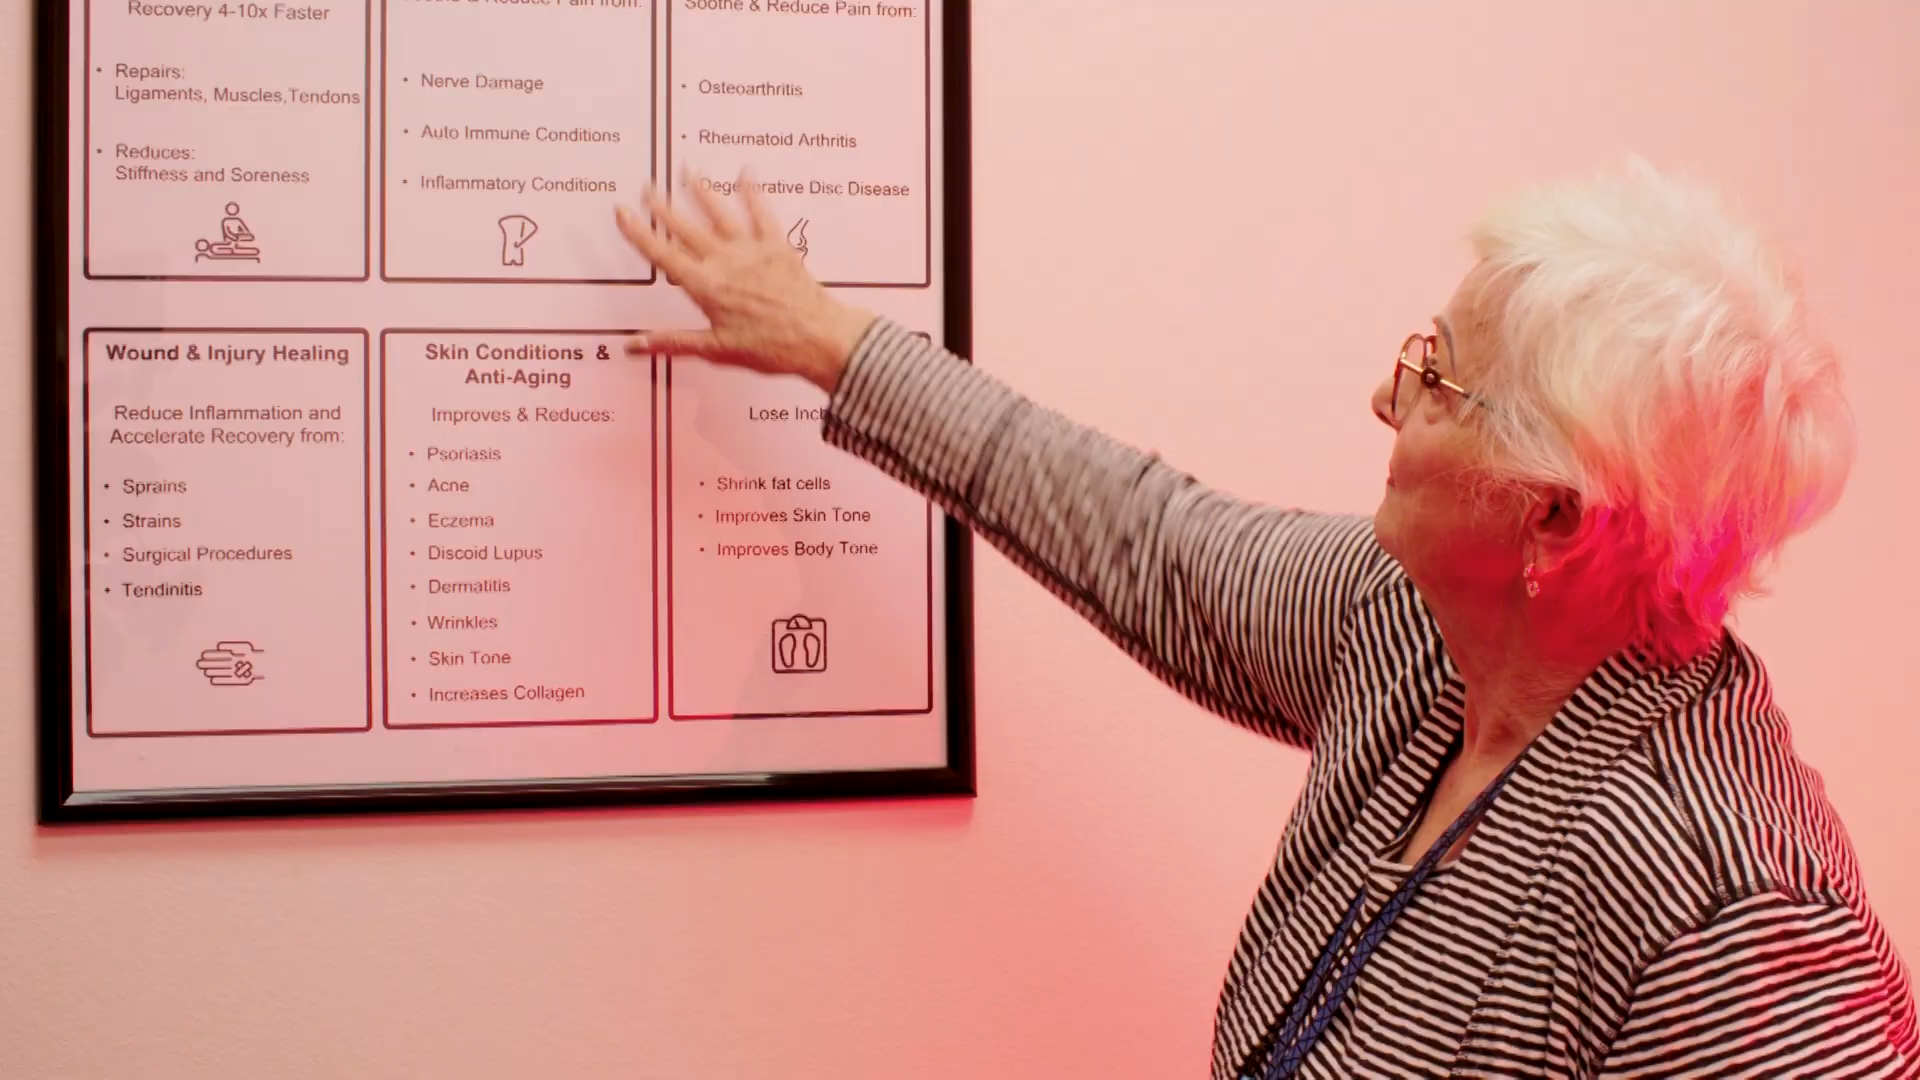 Recovery 4-10x Faster
• Repairs:
Ligaments, Muscles,Tendons
• Reduces:
Stiffness and Soreness
& Reduce Pain from:
• Nerve Damage
• Auto Immune Conditions
• Inflammatory Conditions
Soothe & Reduce Pain from:
• Osteoarthritis
• Rheumatoid Arthritis
Disc Disease
Wound & Injury Healing
Reduce Inflammation and
Accelerate Recovery from:
• Sprains
• Strains
• Surgical Procedures
• Tendinitis
Skin Conditions &
Anti-Aging
Improves & Reduces:
• Psoriasis
• Acne
• Eczema
• Discoid Lupus
• Dermatitis
• Wrinkles
• Skin Tone
• Increases Collagen
Lose
• Shrink fat cells
• Improves Skin Tone
• Improves Body Tone